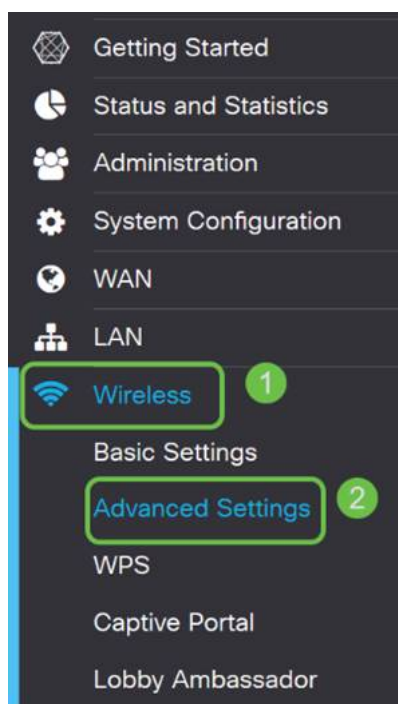 Getting Started
Status and Statistics
Administration
System Configuration
WAN
LAN
Wireless 1
Basic Settings
Advanced Settings 2
WPS
Captive Portal
Lobby Ambassador